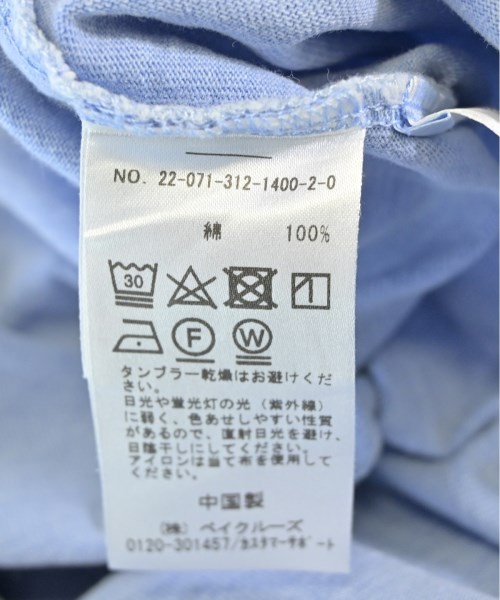 NO. 22-071-312-1400-2-0
綿 100%
30
F W
タンブラー乾燥はお避けくだ
さい。
日光や蛍光灯の光（紫外線）
に弱く、色あせしやすい性質
があるので、直射日光を避け、
日陰干しにしてください。
アイロンは当て布を使用して
ください。
中国製
（株）ベイクルーズ
0120-301457/カスタマーサポート